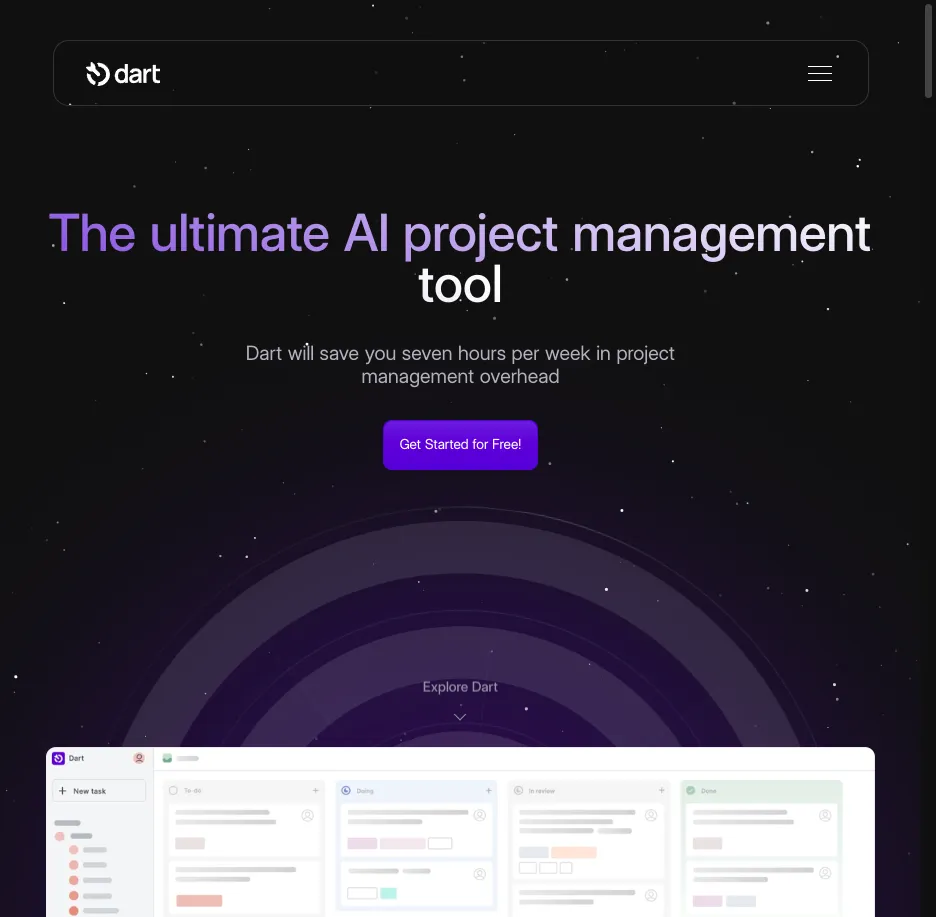 dart
The ultimate AI project management
tool
Dart will save you seven hours per week in project
management overhead
Get Started for Free!
Explore Dart
Dart
+ New task
To-do +
Doing +
In review +
Done